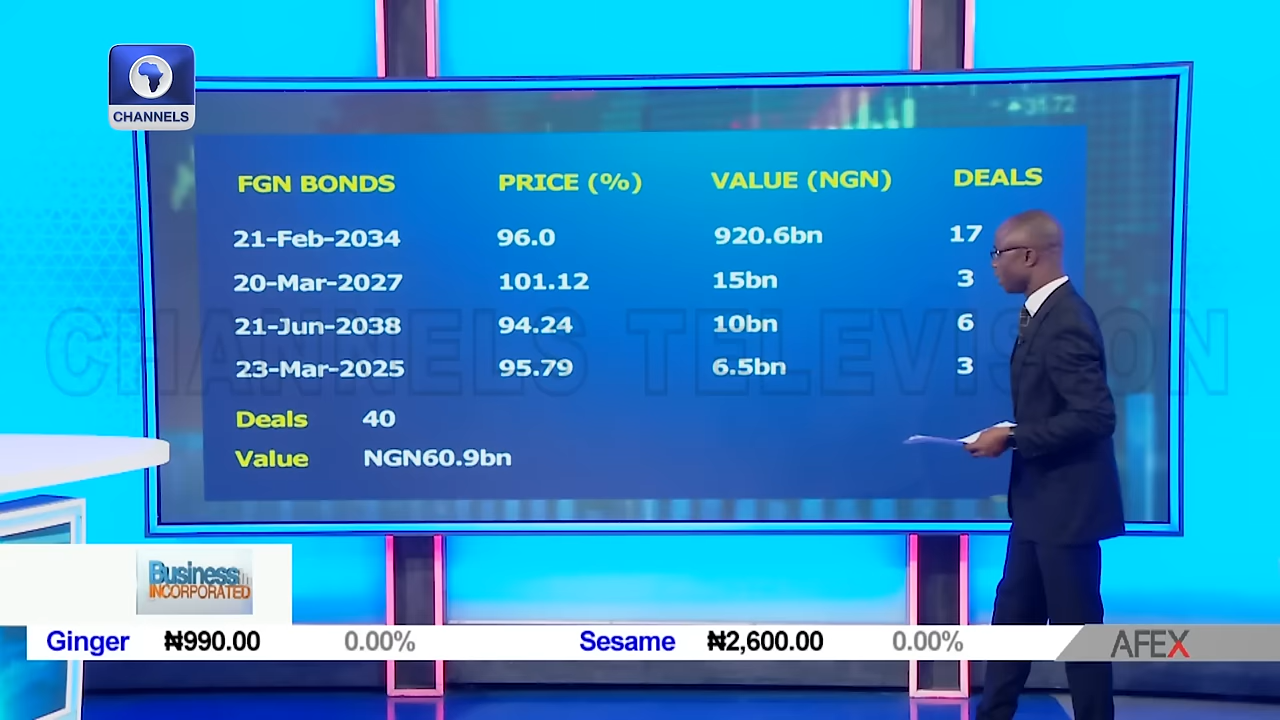 CHANNELS
31.72
FGN BONDS PRICE (%) VALUE (NGN) DEALS
21-Feb-2034 96.0 920.6bn 17
20-Mar-2027 101.12 15bn 3
21-Jun-2038 94.24 10bn 6
23-Mar-2025 95.79 6.5bn 3
CHANNELS TELEVISION
Deals 40
Value NGN60.9bn
Business
INCORPORATED
Ginger ₦990.00 0.00% Sesame ₦2,600.00 0.00% AFEX